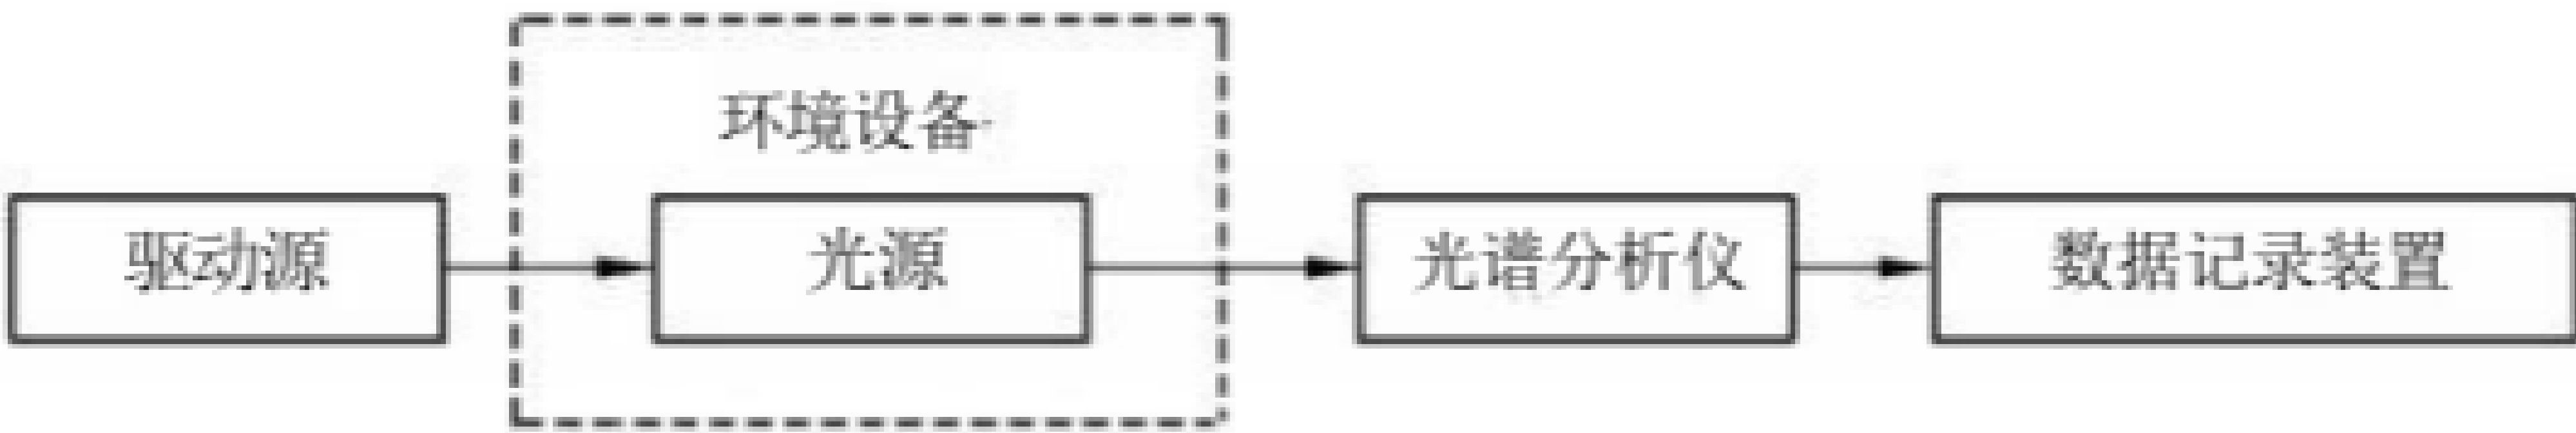 环境设备
驱动源
光源
光谱分析仪
数据记录装置